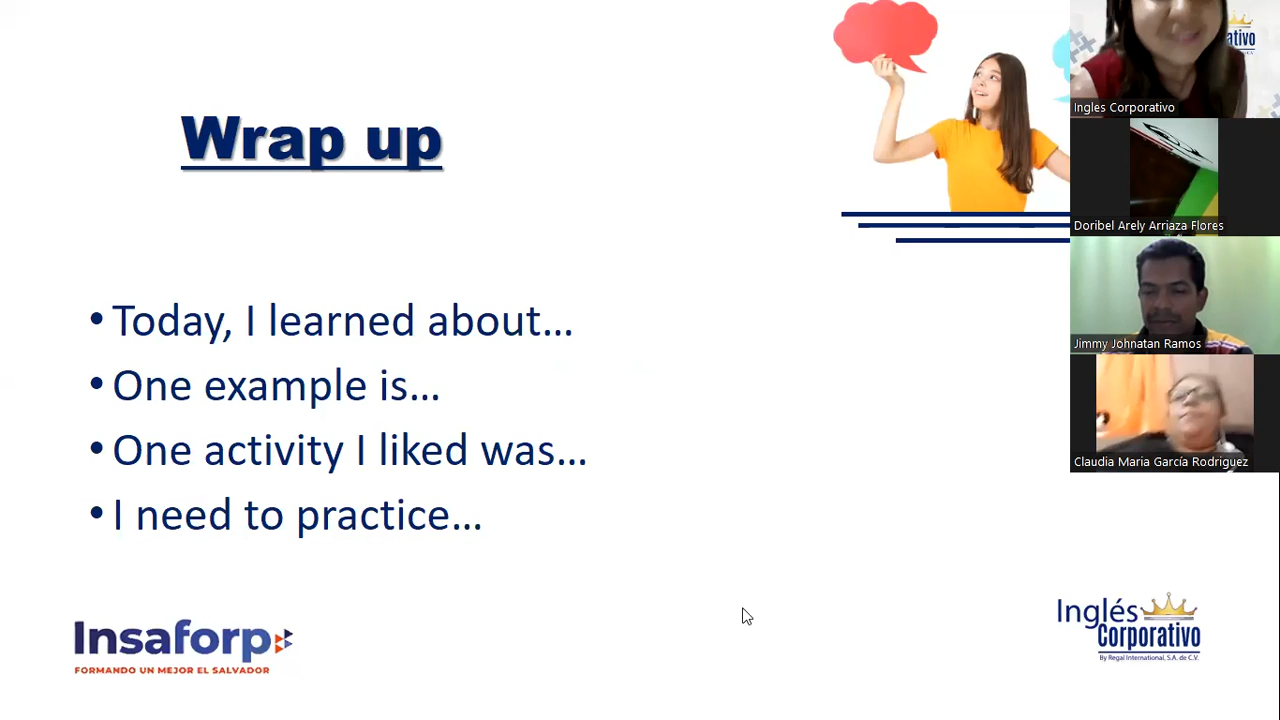 Wrap up
• Today, I learned about...
• One example is...
• One activity I liked was...
• I need to practice...
Insaforp
FORMANDO UN MEJOR EL SALVADOR
Inglés
Corporativo
By Regal International, S.A. de C.V.
ativo
Ingles Corporativo
Doribel Arely Arriaza Flores
Jimmy Johnatan Ramos
Claudia Maria García Rodriguez